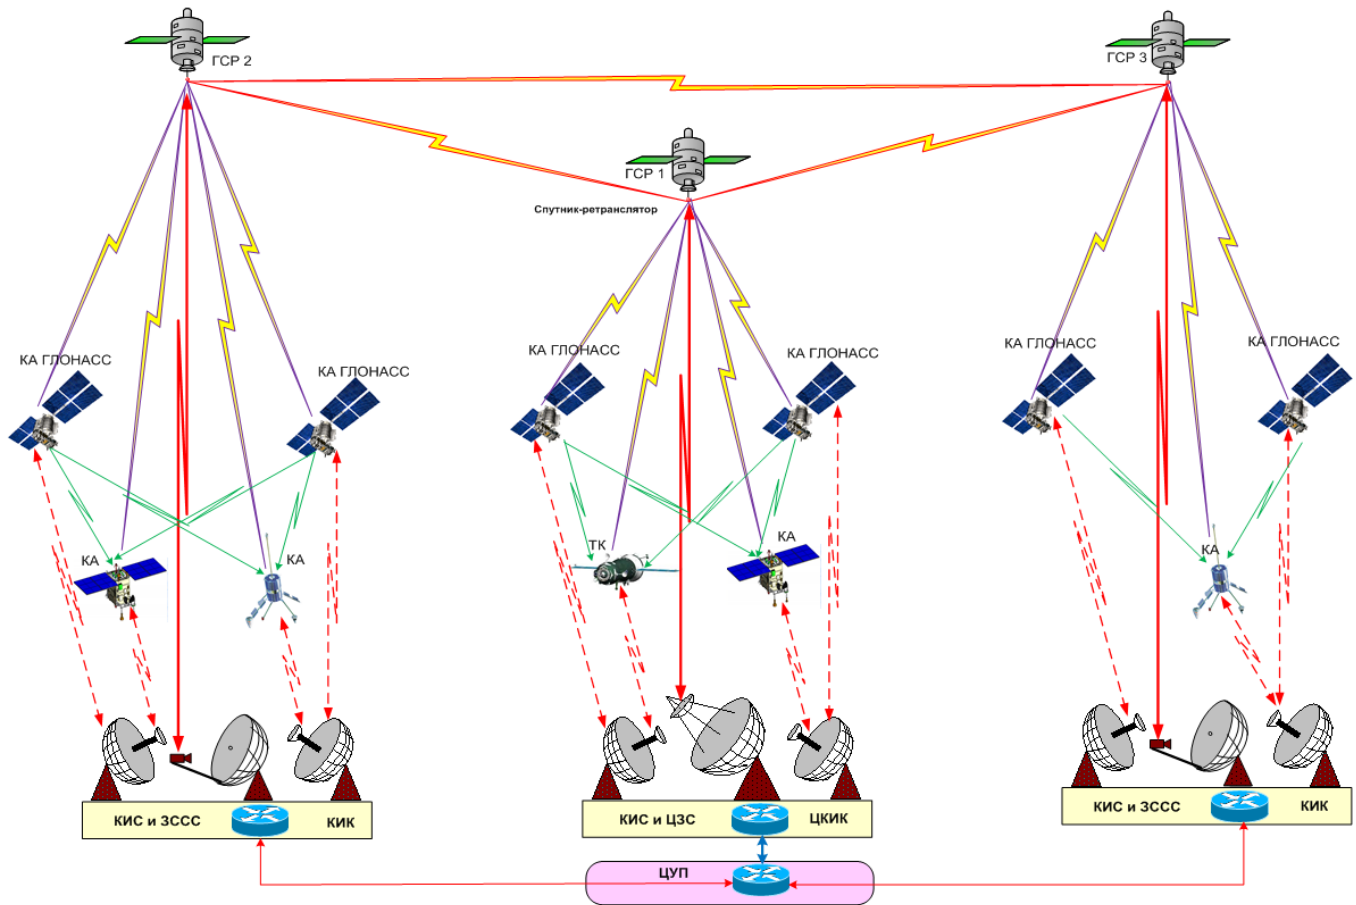 ГСР 2
ГСР 3
ГСР 1
Спутник-ретранслятор
КА ГЛОНАСС
КА ГЛОНАСС
КА ГЛОНАСС
КА ГЛОНАСС
КА ГЛОНАСС
КА ГЛОНАСС
КА
КА
ТК
КА
КА
КИС и ЗССС
КИК
КИС и ЦЗС
ЦКИК
КИС и ЗССС
КИК
ЦУП